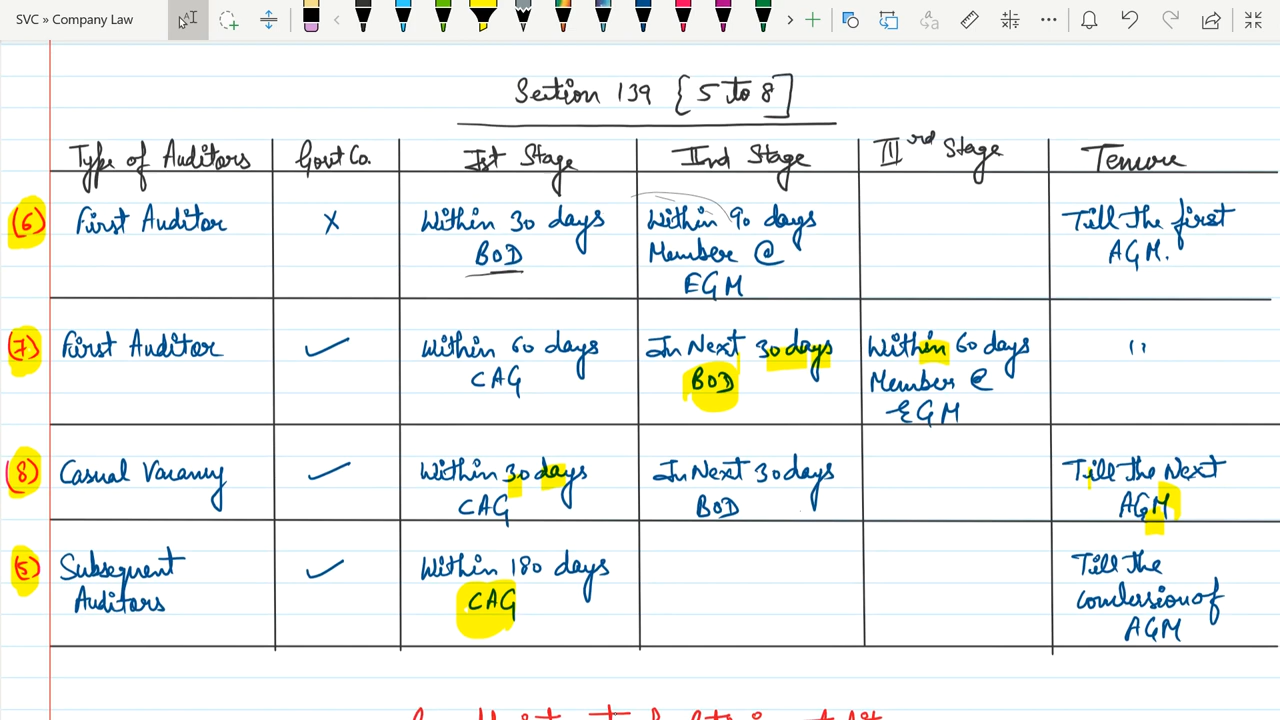 SVC » Company Law
Section 139 [5 to 8]
Type of Auditors Govt Co. Ist Stage IInd Stage III rd Stage Tenure
(6) First Auditor X Within 30 days Within 90 days Till the first
BOD Member @ AGM.
EGM
(7) First Auditor ✓ Within 60 days In Next 30 days Within 60 days "
CAG BOD Member @
EGM
(8) Casual Vacancy ✓ Within 30 days In Next 30 days Till the Next
CAG BOD AGM
(5) Subsequent ✓ Within 180 days Till the
Auditors CAG conclusion of
AGM